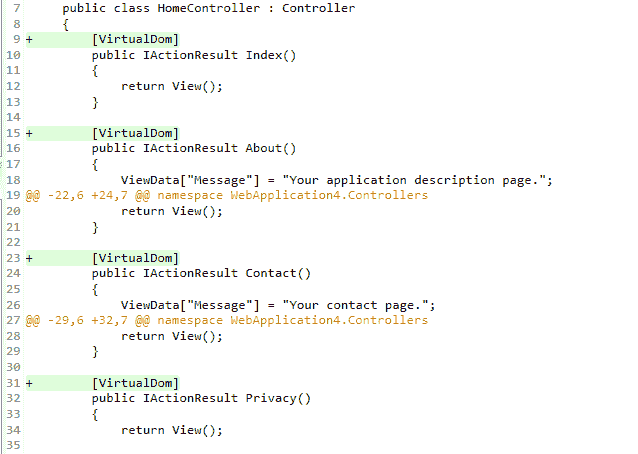 7     public class HomeController : Controller
8     {
9 +        [VirtualDom]
10         public IActionResult Index()
11         {
12             return View();
13         }
14
15 +        [VirtualDom]
16         public IActionResult About()
17         {
18             ViewData["Message"] = "Your application description page.";
19 @@ -22,6 +24,7 @@ namespace WebApplication4.Controllers
20             return View();
21         }
22
23 +        [VirtualDom]
24         public IActionResult Contact()
25         {
26             ViewData["Message"] = "Your contact page.";
27 @@ -29,6 +32,7 @@ namespace WebApplication4.Controllers
28             return View();
29         }
30
31 +        [VirtualDom]
32         public IActionResult Privacy()
33         {
34             return View();
35